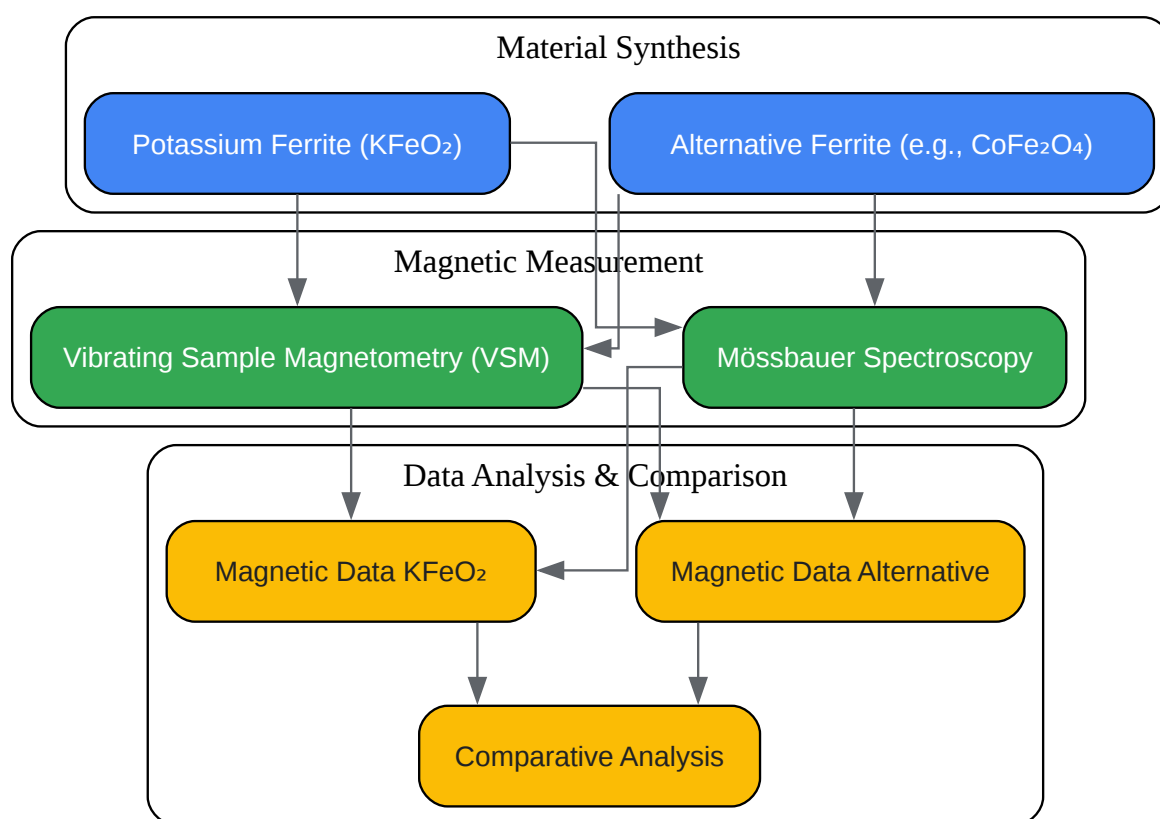 Material Synthesis
Potassium Ferrite (KFeO₂)
Alternative Ferrite (e.g., CoFe₂O₄)
Magnetic Measurement
Vibrating Sample Magnetometry (VSM)
Mössbauer Spectroscopy
Data Analysis & Comparison
Magnetic Data KFeO₂
Magnetic Data Alternative
Comparative Analysis